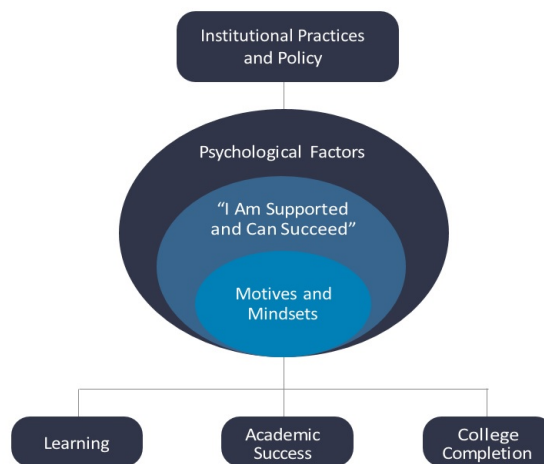 Institutional Practices
and Policy
Psychological Factors
“I Am Supported
and Can Succeed”
Motives and
Mindsets
Learning
Academic
Success
College
Completion